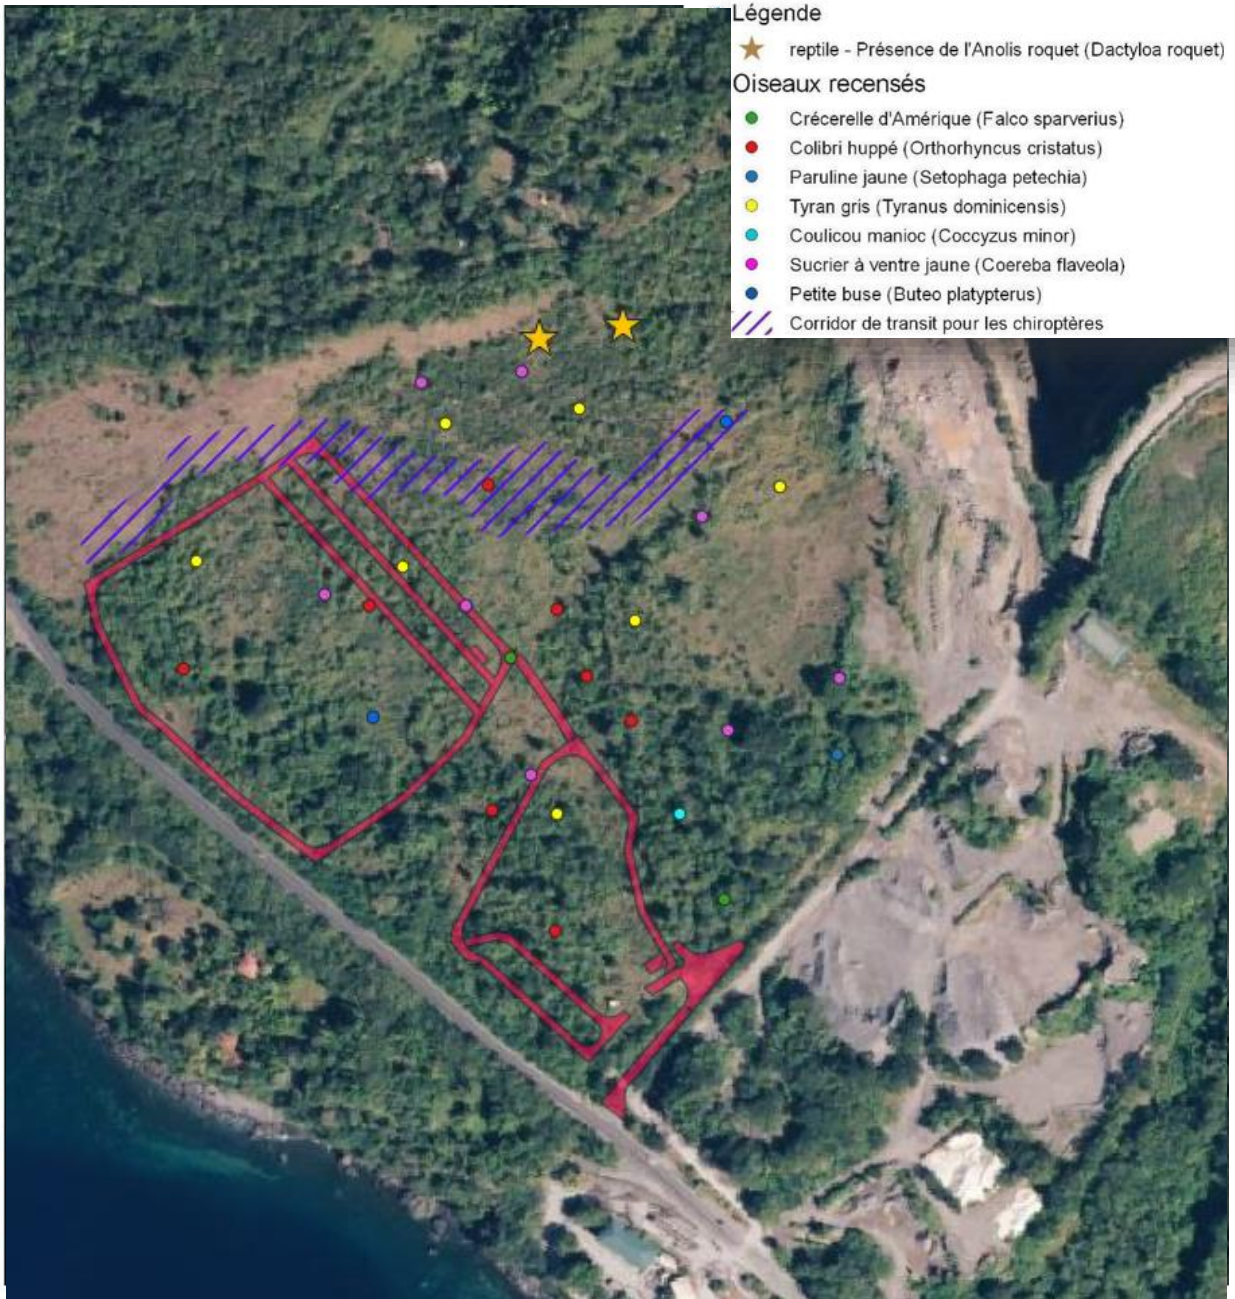 Légende
reptile - Présence de l'Anolis roquet (Dactyloa roquet)
Oiseaux recensés
Crécerelle d'Amérique (Falco sparverius)
Colibri huppé (Orthorhyncus cristatus)
Paruline jaune (Setophaga petechia)
Tyran gris (Tyranus dominicensis)
Coulicou manioc (Coccyzus minor)
Sucrier à ventre jaune (Coereba flaveola)
Petite buse (Buteo platypterus)
Corridor de transit pour les chiroptères